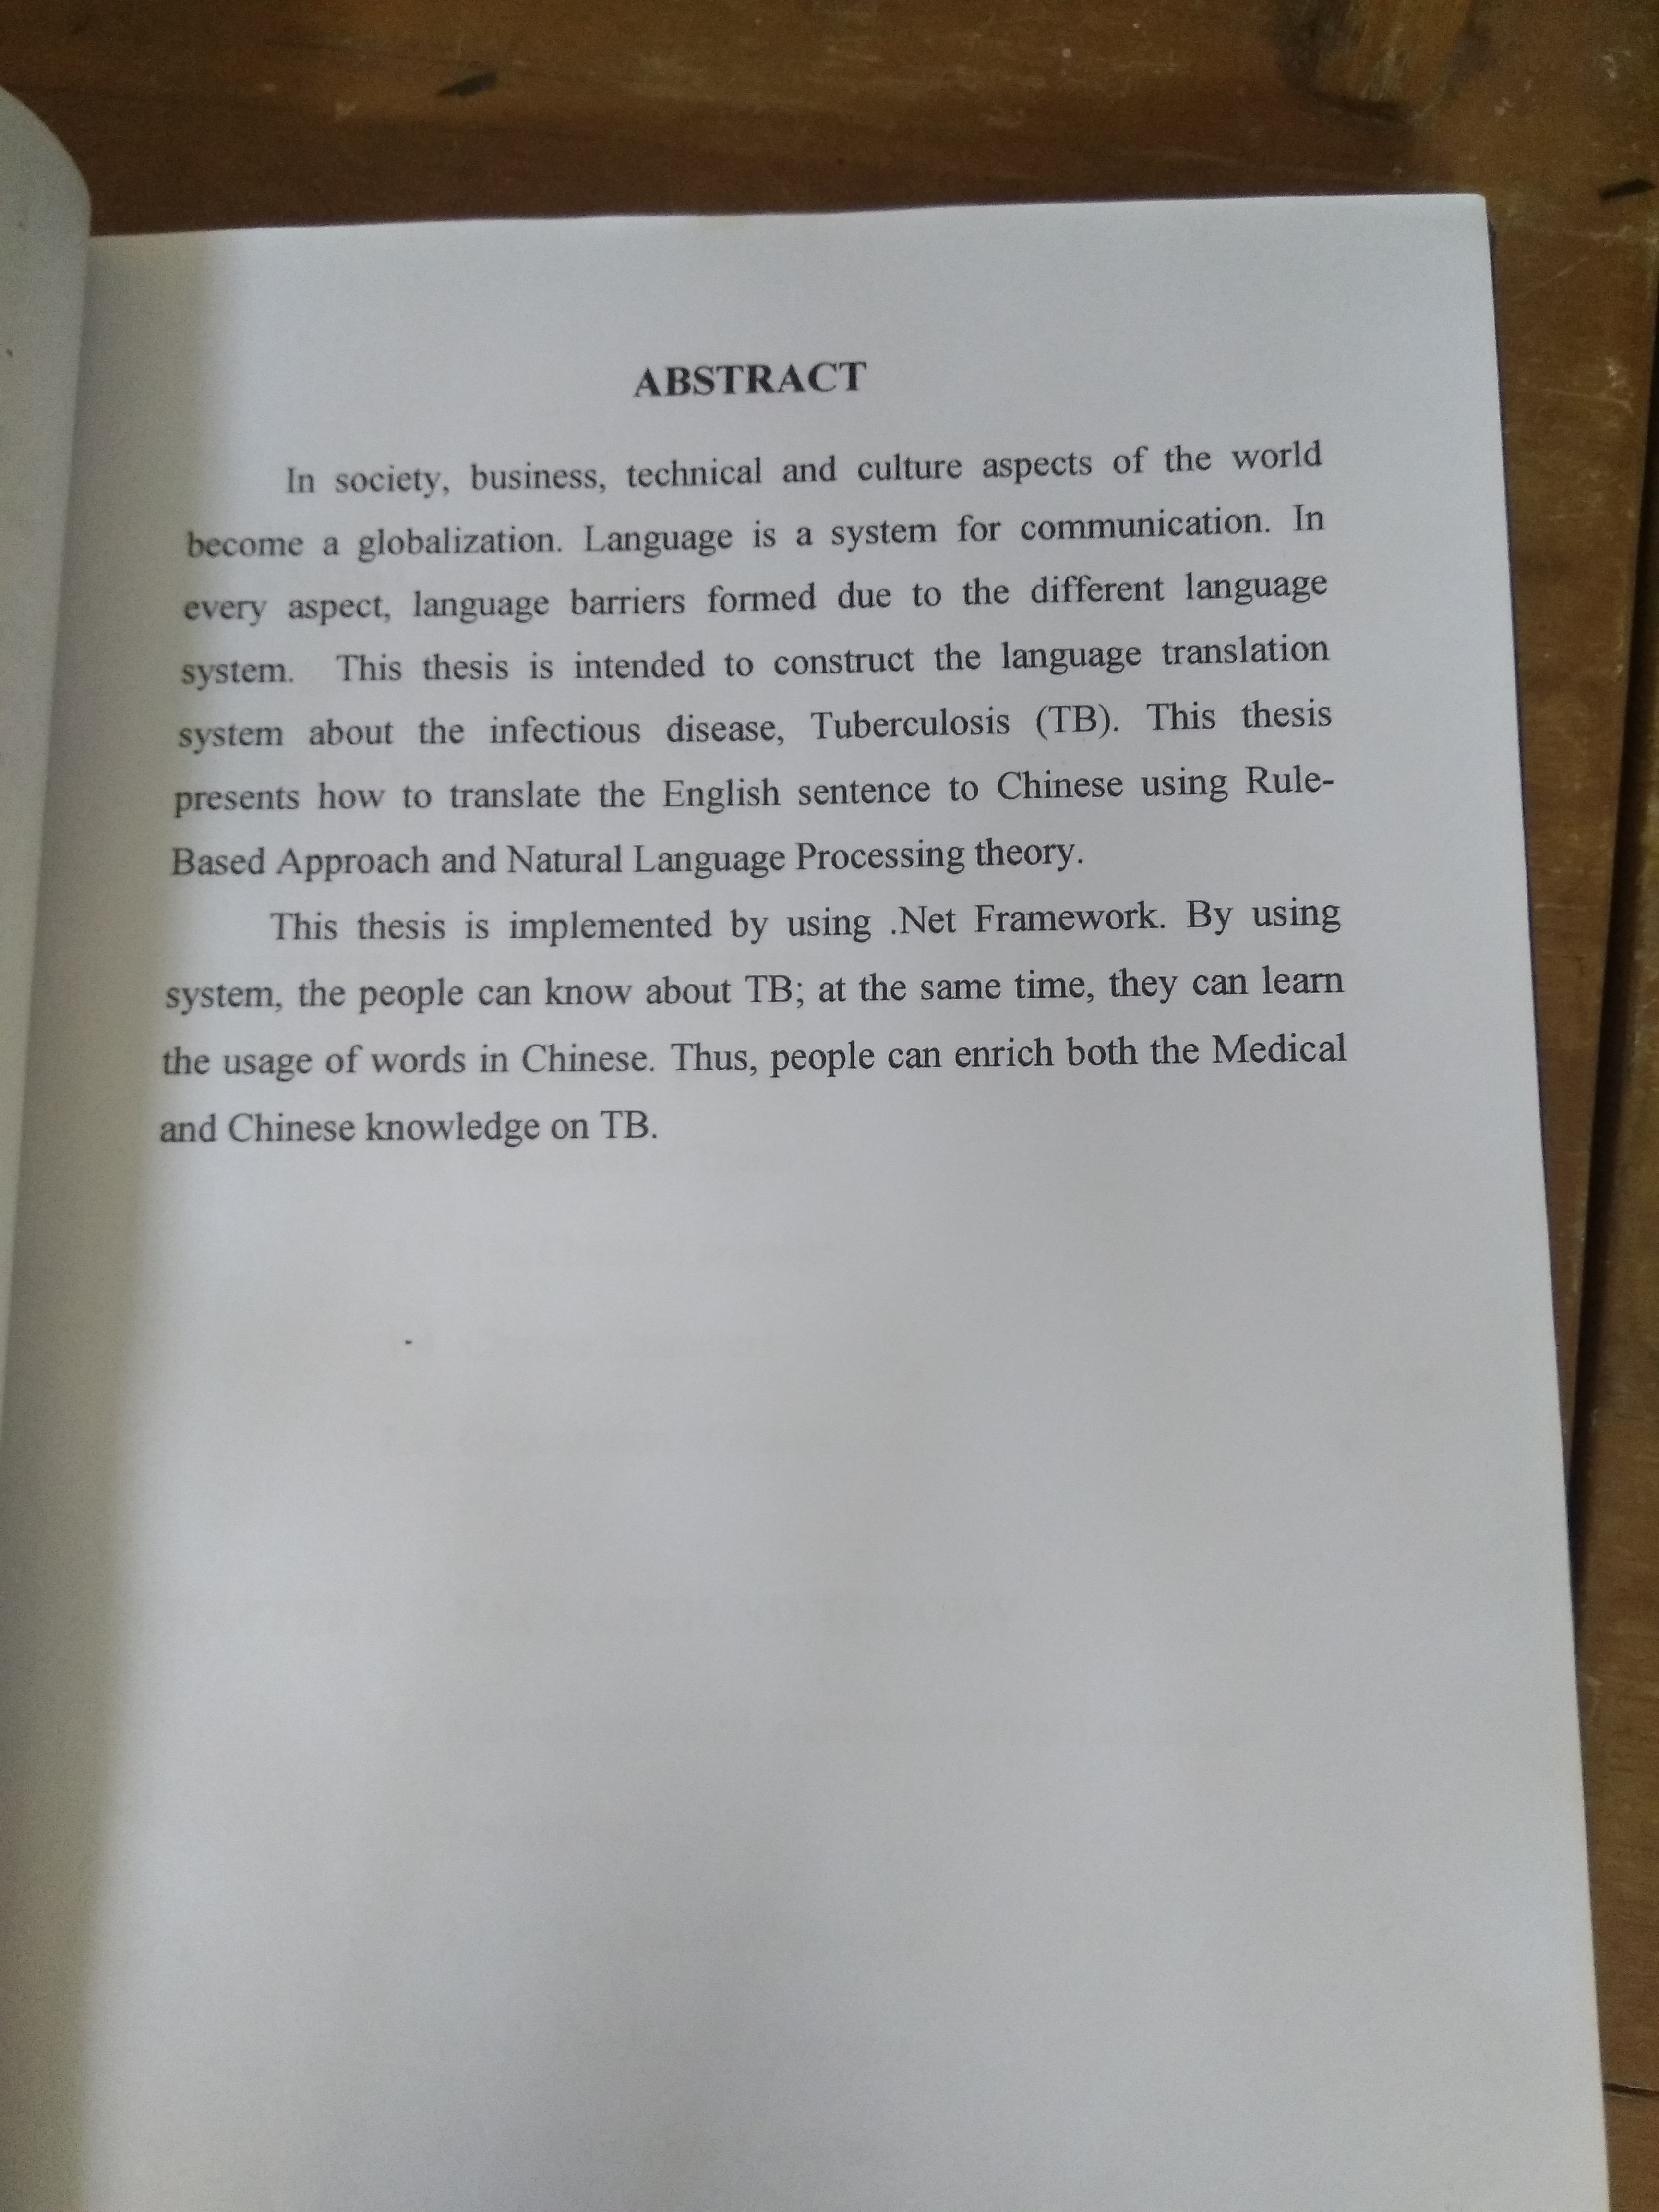 ABSTRACT
In society, business, technical and culture aspects of the world
become a globalization. Language is a system for communication. In
every aspect, language barriers formed due to the different language
system. This thesis is intended to construct the language translation
system about the infectious disease, Tuberculosis (TB). This thesis
presents how to translate the English sentence to Chinese using Rule-
Based Approach and Natural Language Processing theory.
This thesis is implemented by using .Net Framework. By using
system, the people can know about TB; at the same time, they can learn
the usage of words in Chinese. Thus, people can enrich both the Medical
and Chinese knowledge on TB.